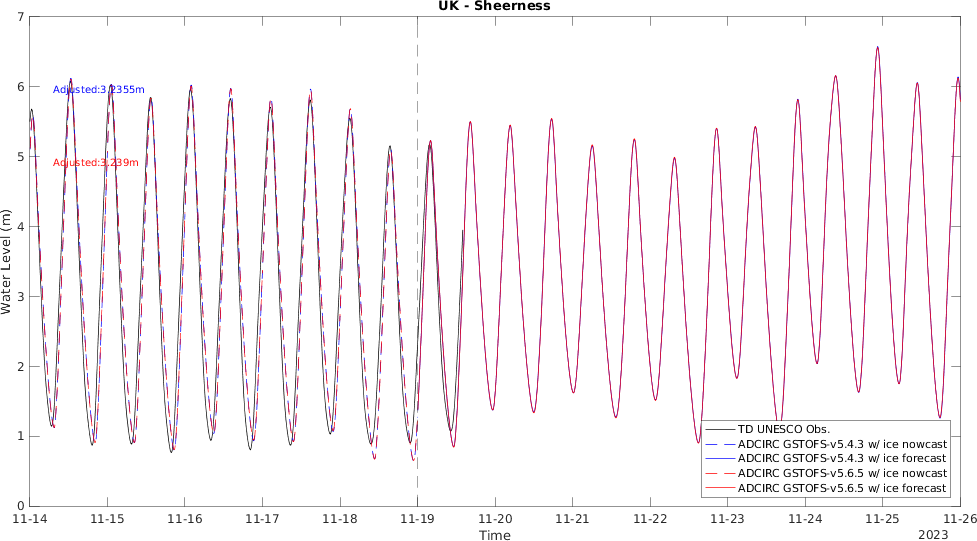 UK - Sheerness
7
6
5
4
3
2
1
0
Water Level (m)
Adjusted:3.2355m
Adjusted:3.239m
TD UNESCO Obs.
ADCIRC GSTOFS-v5.4.3 w/ ice nowcast
ADCIRC GSTOFS-v5.4.3 w/ ice forecast
ADCIRC GSTOFS-v5.6.5 w/ ice nowcast
ADCIRC GSTOFS-v5.6.5 w/ ice forecast
11-14 11-15 11-16 11-17 11-18 11-19 11-20 11-21 11-22 11-23 11-24 11-25 11-26
Time
2023